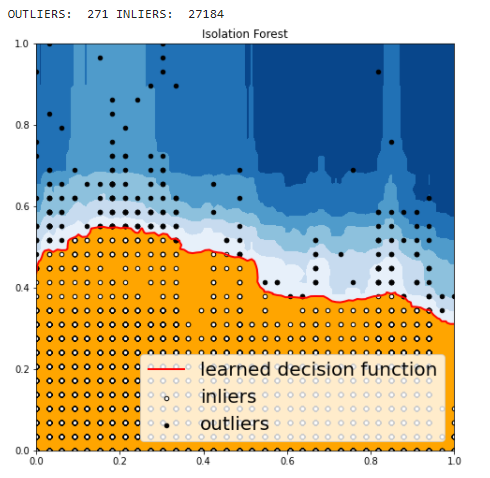 OUTLIERS:  271 INLIERS:  27184
Isolation Forest
1.0
0.8
0.6
0.4
0.2
0.0
learned decision function
inliers
outliers
0.0 0.2 0.4 0.6 0.8 1.0